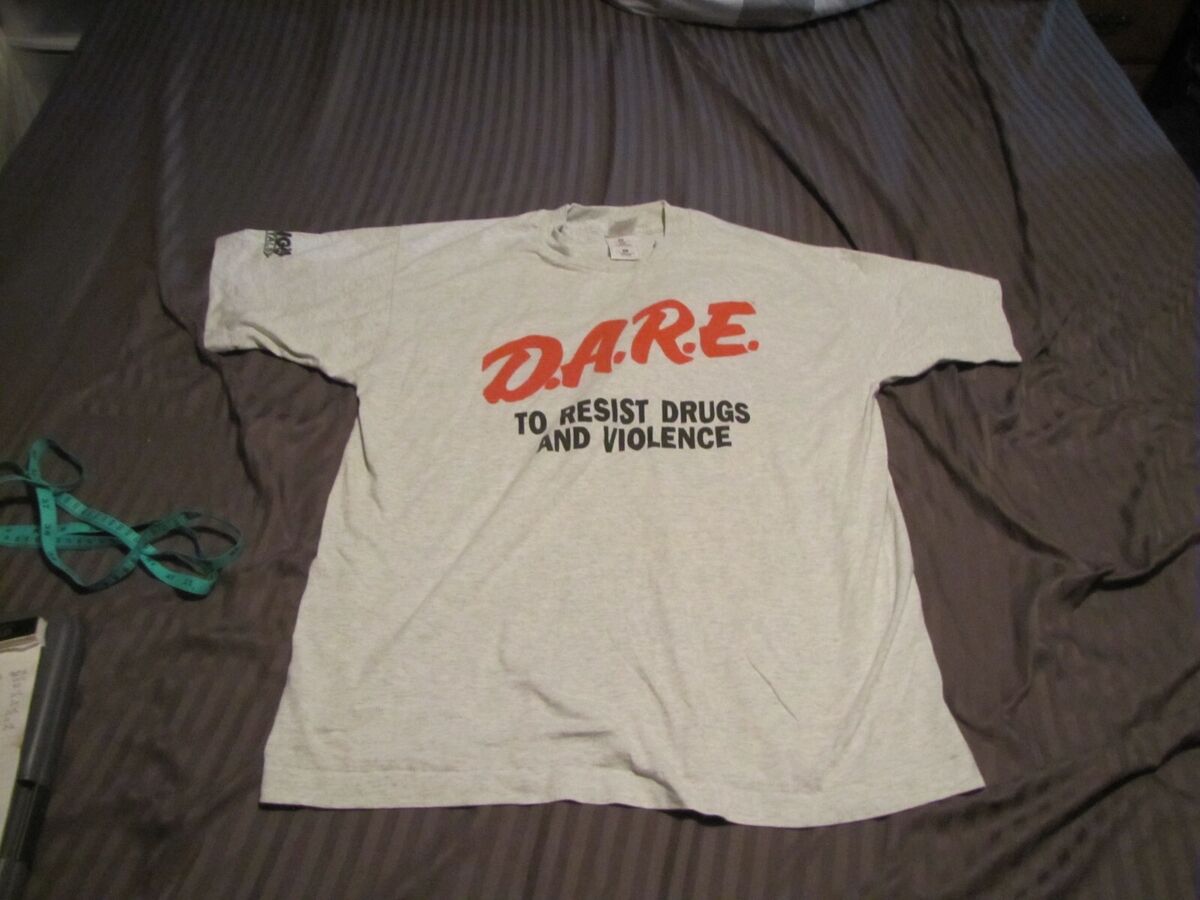 D.A.R.E.
TO RESIST DRUGS
AND VIOLENCE